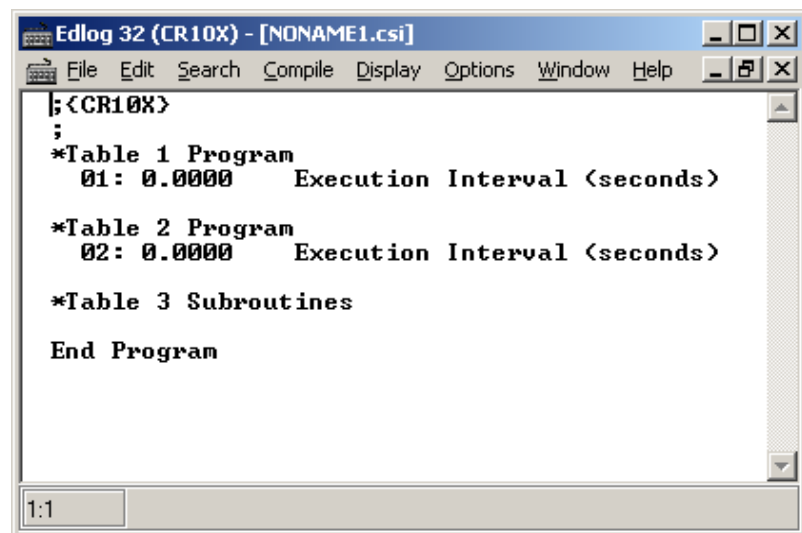 Edlog 32 (CR10X) - [NONAME1.csi]
File Edit Search Compile Display Options Window Help
;{CR10X}
;
*Table 1 Program
01: 0.0000 Execution Interval (seconds)
*Table 2 Program
02: 0.0000 Execution Interval (seconds)
*Table 3 Subroutines
End Program
1:1